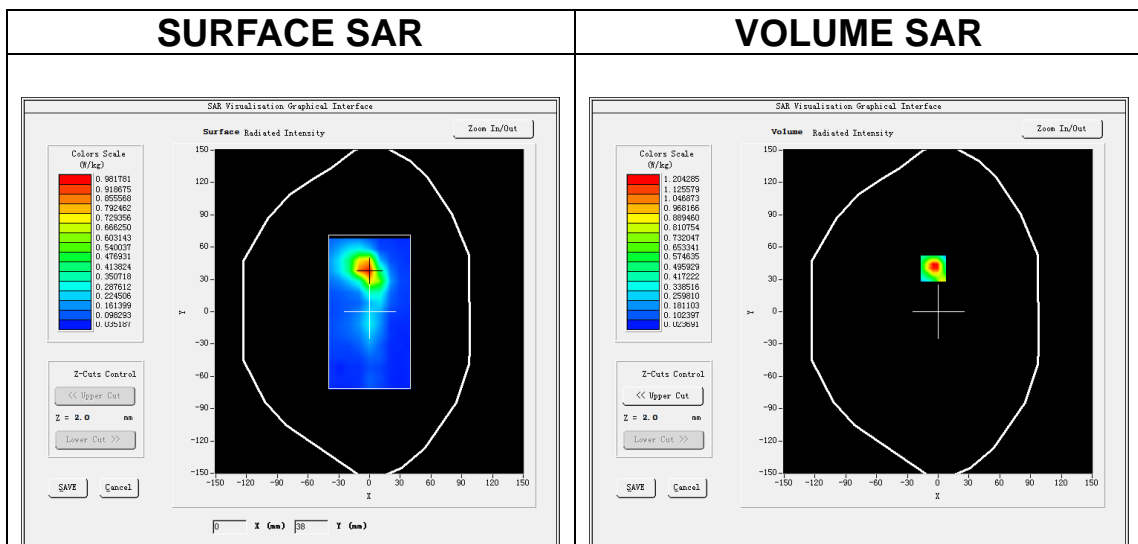 SURFACE SAR
SAR Visualisation Graphical Interface
Surface Radiated Intensity
Zoom In/Out
Colors Scale
(W/kg)
0.981781
0.918675
0.855568
0.792462
0.729356
0.666250
0.603143
0.540037
0.476931
0.413824
0.350718
0.287612
0.224506
0.161399
0.098293
0.035187
Z-Cuts Control
<< Upper Cut
Z = 2.0 mm
Lower Cut >>
SAVE Cancel
150
120
90
60
30
0
-30
-60
-90
-120
-150
Y
-150 -120 -90 -60 -30 0 30 60 90 120 150
X
0 X (mm) 38 Y (mm)
VOLUME SAR
SAR Visualisation Graphical Interface
Volume Radiated Intensity
Zoom In/Out
Colors Scale
(W/kg)
1.204285
1.125579
1.046873
0.968166
0.889460
0.810754
0.732047
0.653341
0.574635
0.495929
0.417222
0.338516
0.259810
0.181103
0.102397
0.023691
Z-Cuts Control
<< Upper Cut
Z = 2.0 mm
Lower Cut >>
SAVE Cancel
150
120
90
60
30
0
-30
-60
-90
-120
-150
Y
-150 -120 -90 -60 -30 0 30 60 90 120 150
X